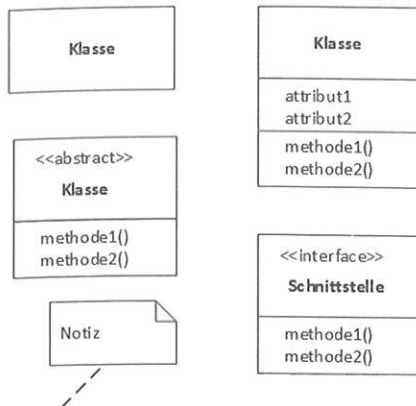 Klasse
Klasse
attribut1
attribut2
methode1()
methode2()
<<abstract>>
Klasse
methode1()
methode2()
<<interface>>
Schnittstelle
methode1()
methode2()
Notiz